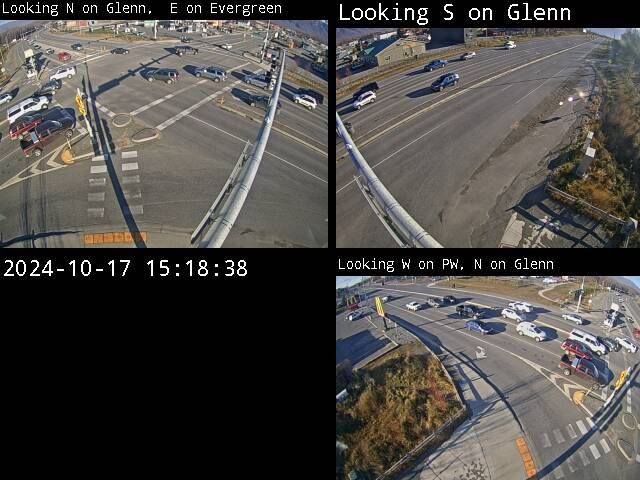 Looking N on Glenn,  E on Evergreen
Looking S on Glenn
2024-10-17 15:18:38
Looking W on PW, N on Glenn